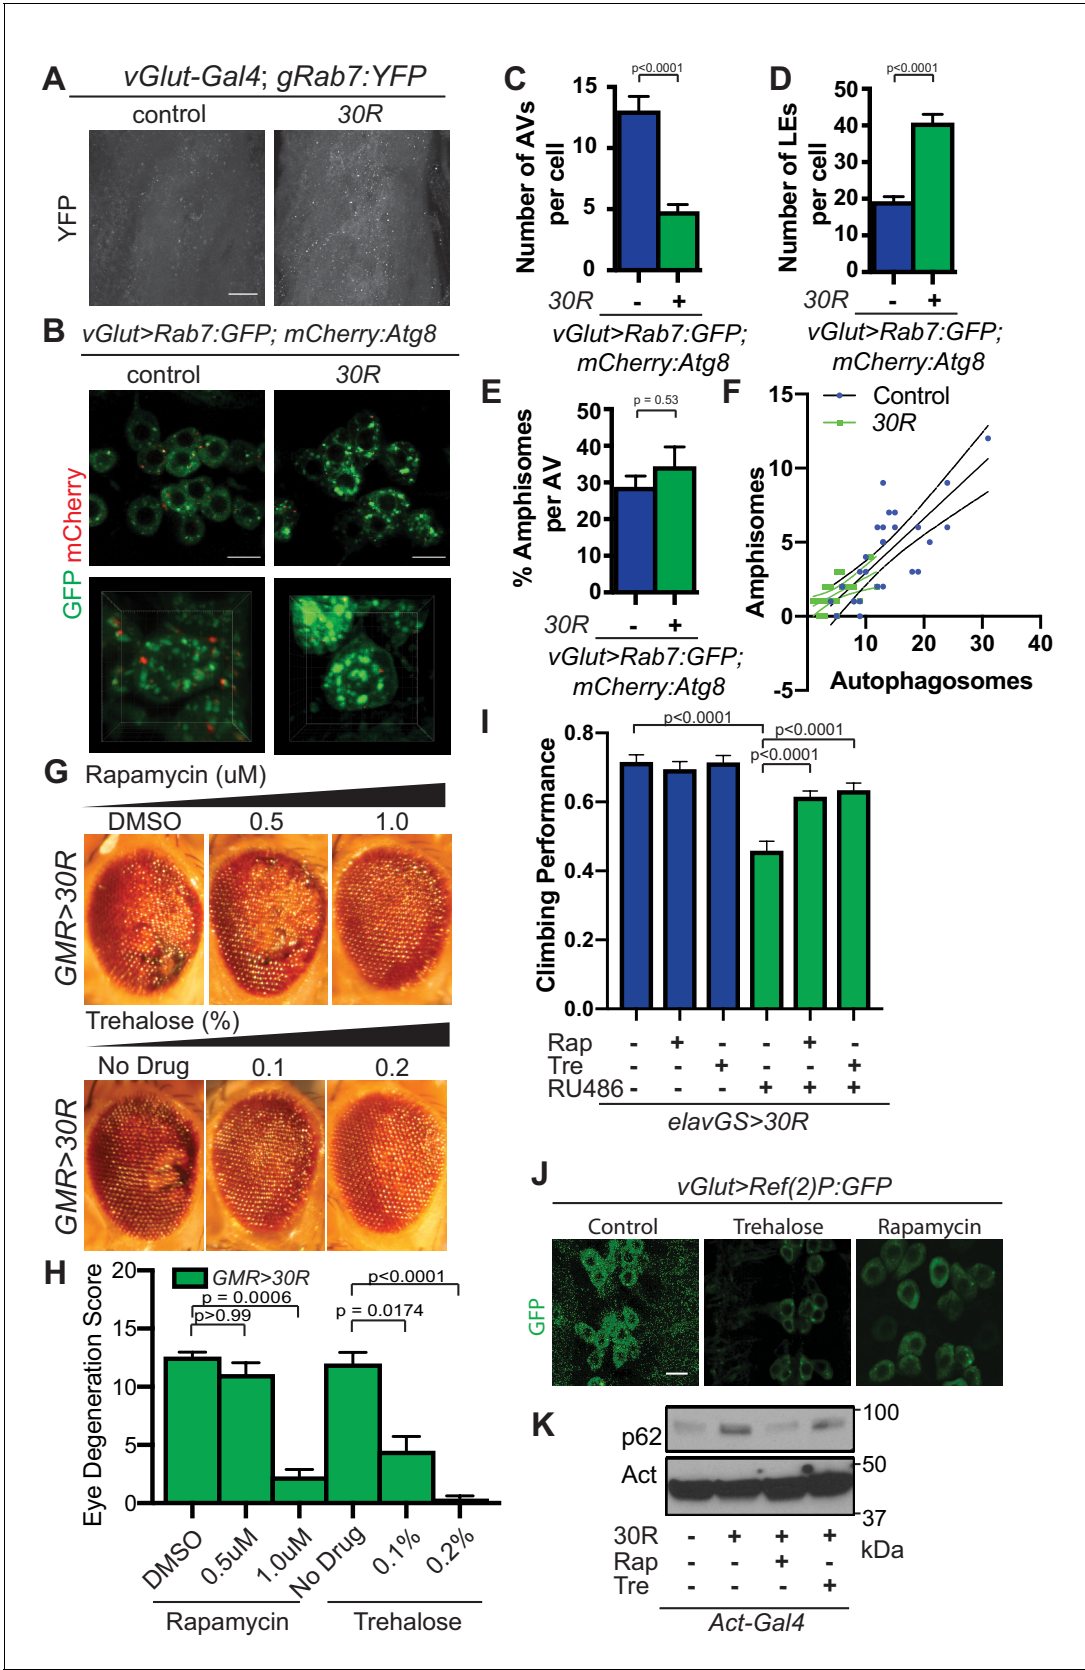 A
vGlut-Gal4; gRab7:YFP
control
30R
YFP
B
vGlut>Rab7:GFP; mCherry:Atg8
control
30R
GFP mCherry
C
p<0.0001
Number of AVs
per cell
15
10
5
0
30R
- +
vGlut>Rab7:GFP;
mCherry:Atg8
D
p<0.0001
Number of LEs
per cell
50
40
30
20
10
0
30R
- +
vGlut>Rab7:GFP;
mCherry:Atg8
E
p = 0.53
% Amphisomes
per AV
50
40
30
20
10
0
30R
- +
vGlut>Rab7:GFP;
mCherry:Atg8
F
Control
30R
Amphisomes
15
10
5
0
-5
10 20 30 40
Autophagosomes
G
Rapamycin (uM)
DMSO 0.5 1.0
GMR>30R
Trehalose (%)
No Drug 0.1 0.2
GMR>30R
H
GMR>30R
Eye Degeneration Score
20
15
10
5
0
p = 0.0006
p>0.99
p<0.0001
p = 0.0174
DMSO 0.5uM 1.0uM No Drug 0.1% 0.2%
Rapamycin Trehalose
I
p<0.0001
p<0.0001
p<0.0001
Climbing Performance
0.8
0.6
0.4
0.2
0.0
Rap - + - - + -
Tre - - + - - +
RU486 - - - + + +
elavGS>30R
J
vGlut>Ref(2)P:GFP
Control Trehalose Rapamycin
GFP
K
p62
Act
100
50
37
kDa
30R - + + +
Rap - - + -
Tre - - - +
Act-Gal4